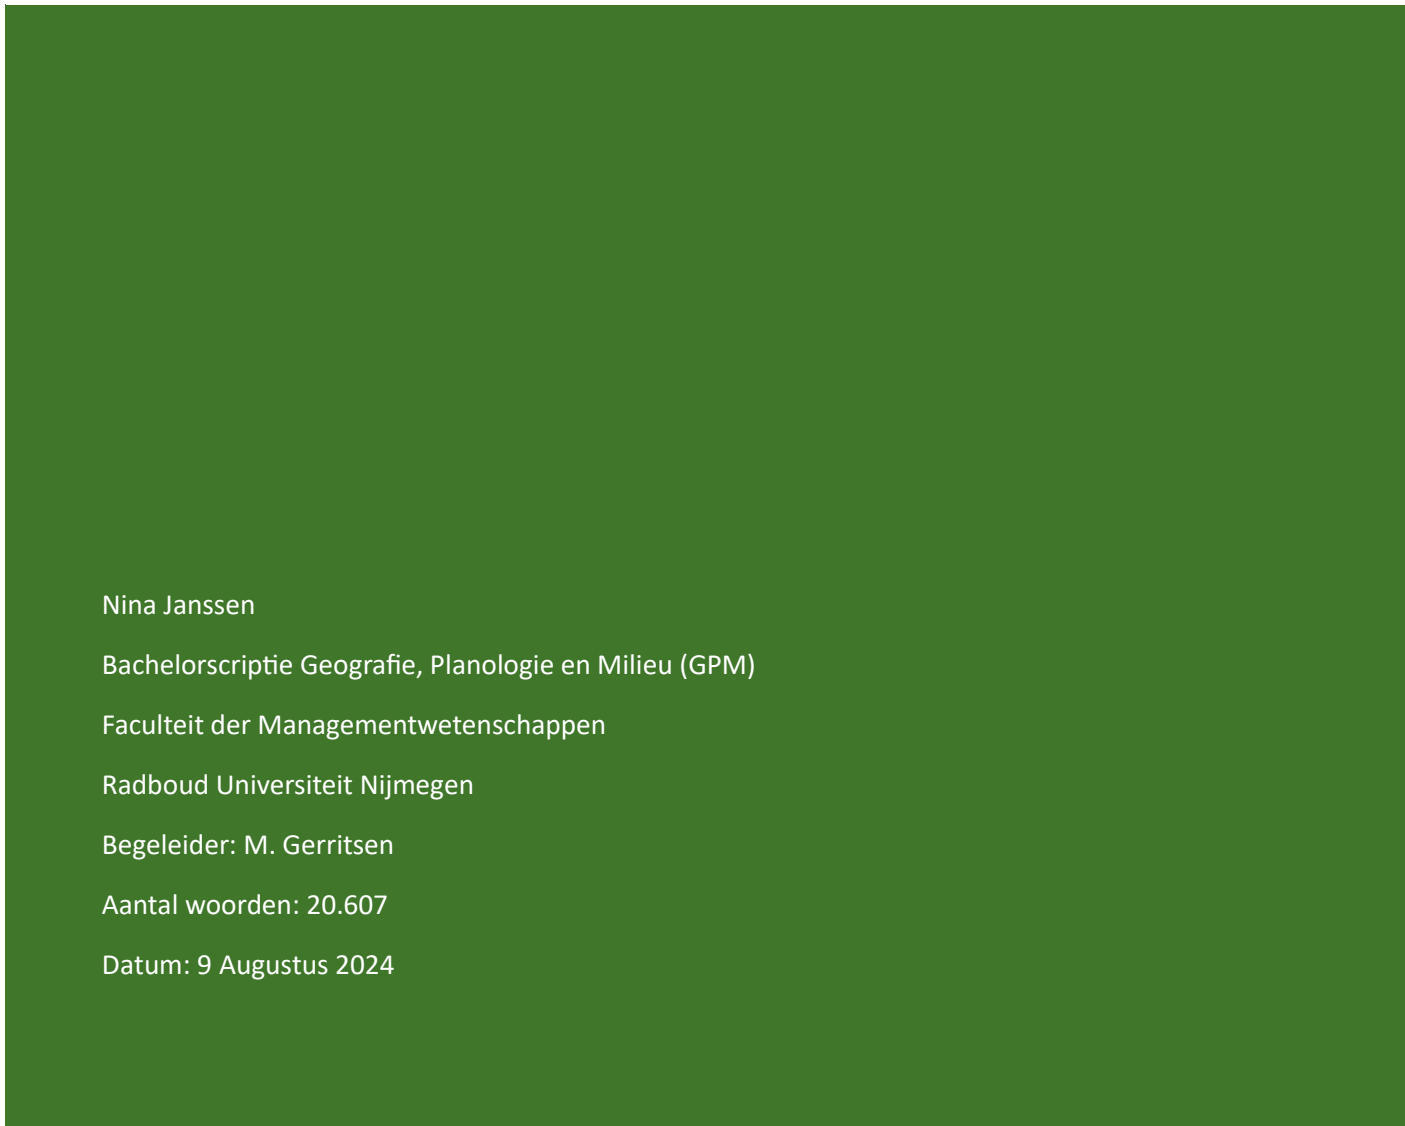 Nina Janssen
Bachelorscriptie Geografie, Planologie en Milieu (GPM)
Faculteit der Managementwetenschappen
Radboud Universiteit Nijmegen
Begeleider: M. Gerritsen
Aantal woorden: 20.607
Datum: 9 Augustus 2024